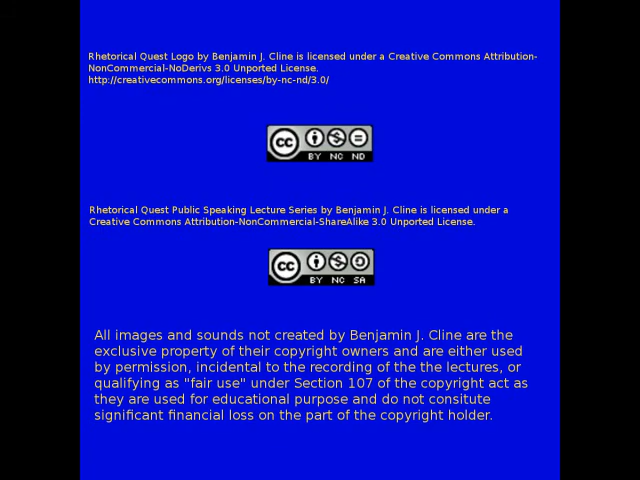 Rhetorical Quest Logo by Benjamin J. Cline is licensed under a Creative Commons Attribution-
NonCommercial-NoDerivs 3.0 Unported License.
http://creativecommons.org/licenses/by-nc-nd/3.0/
cc
BY NC ND
Rhetorical Quest Public Speaking Lecture Series by Benjamin J. Cline is licensed under a
Creative Commons Attribution-NonCommercial-ShareAlike 3.0 Unported License.
cc
BY NC SA
All images and sounds not created by Benjamin J. Cline are the
exclusive property of their copyright owners and are either used
by permission, incidental to the recording of the the lectures, or
qualifying as "fair use" under Section 107 of the copyright act as
they are used for educational purpose and do not consitute
significant financial loss on the part of the copyright holder.